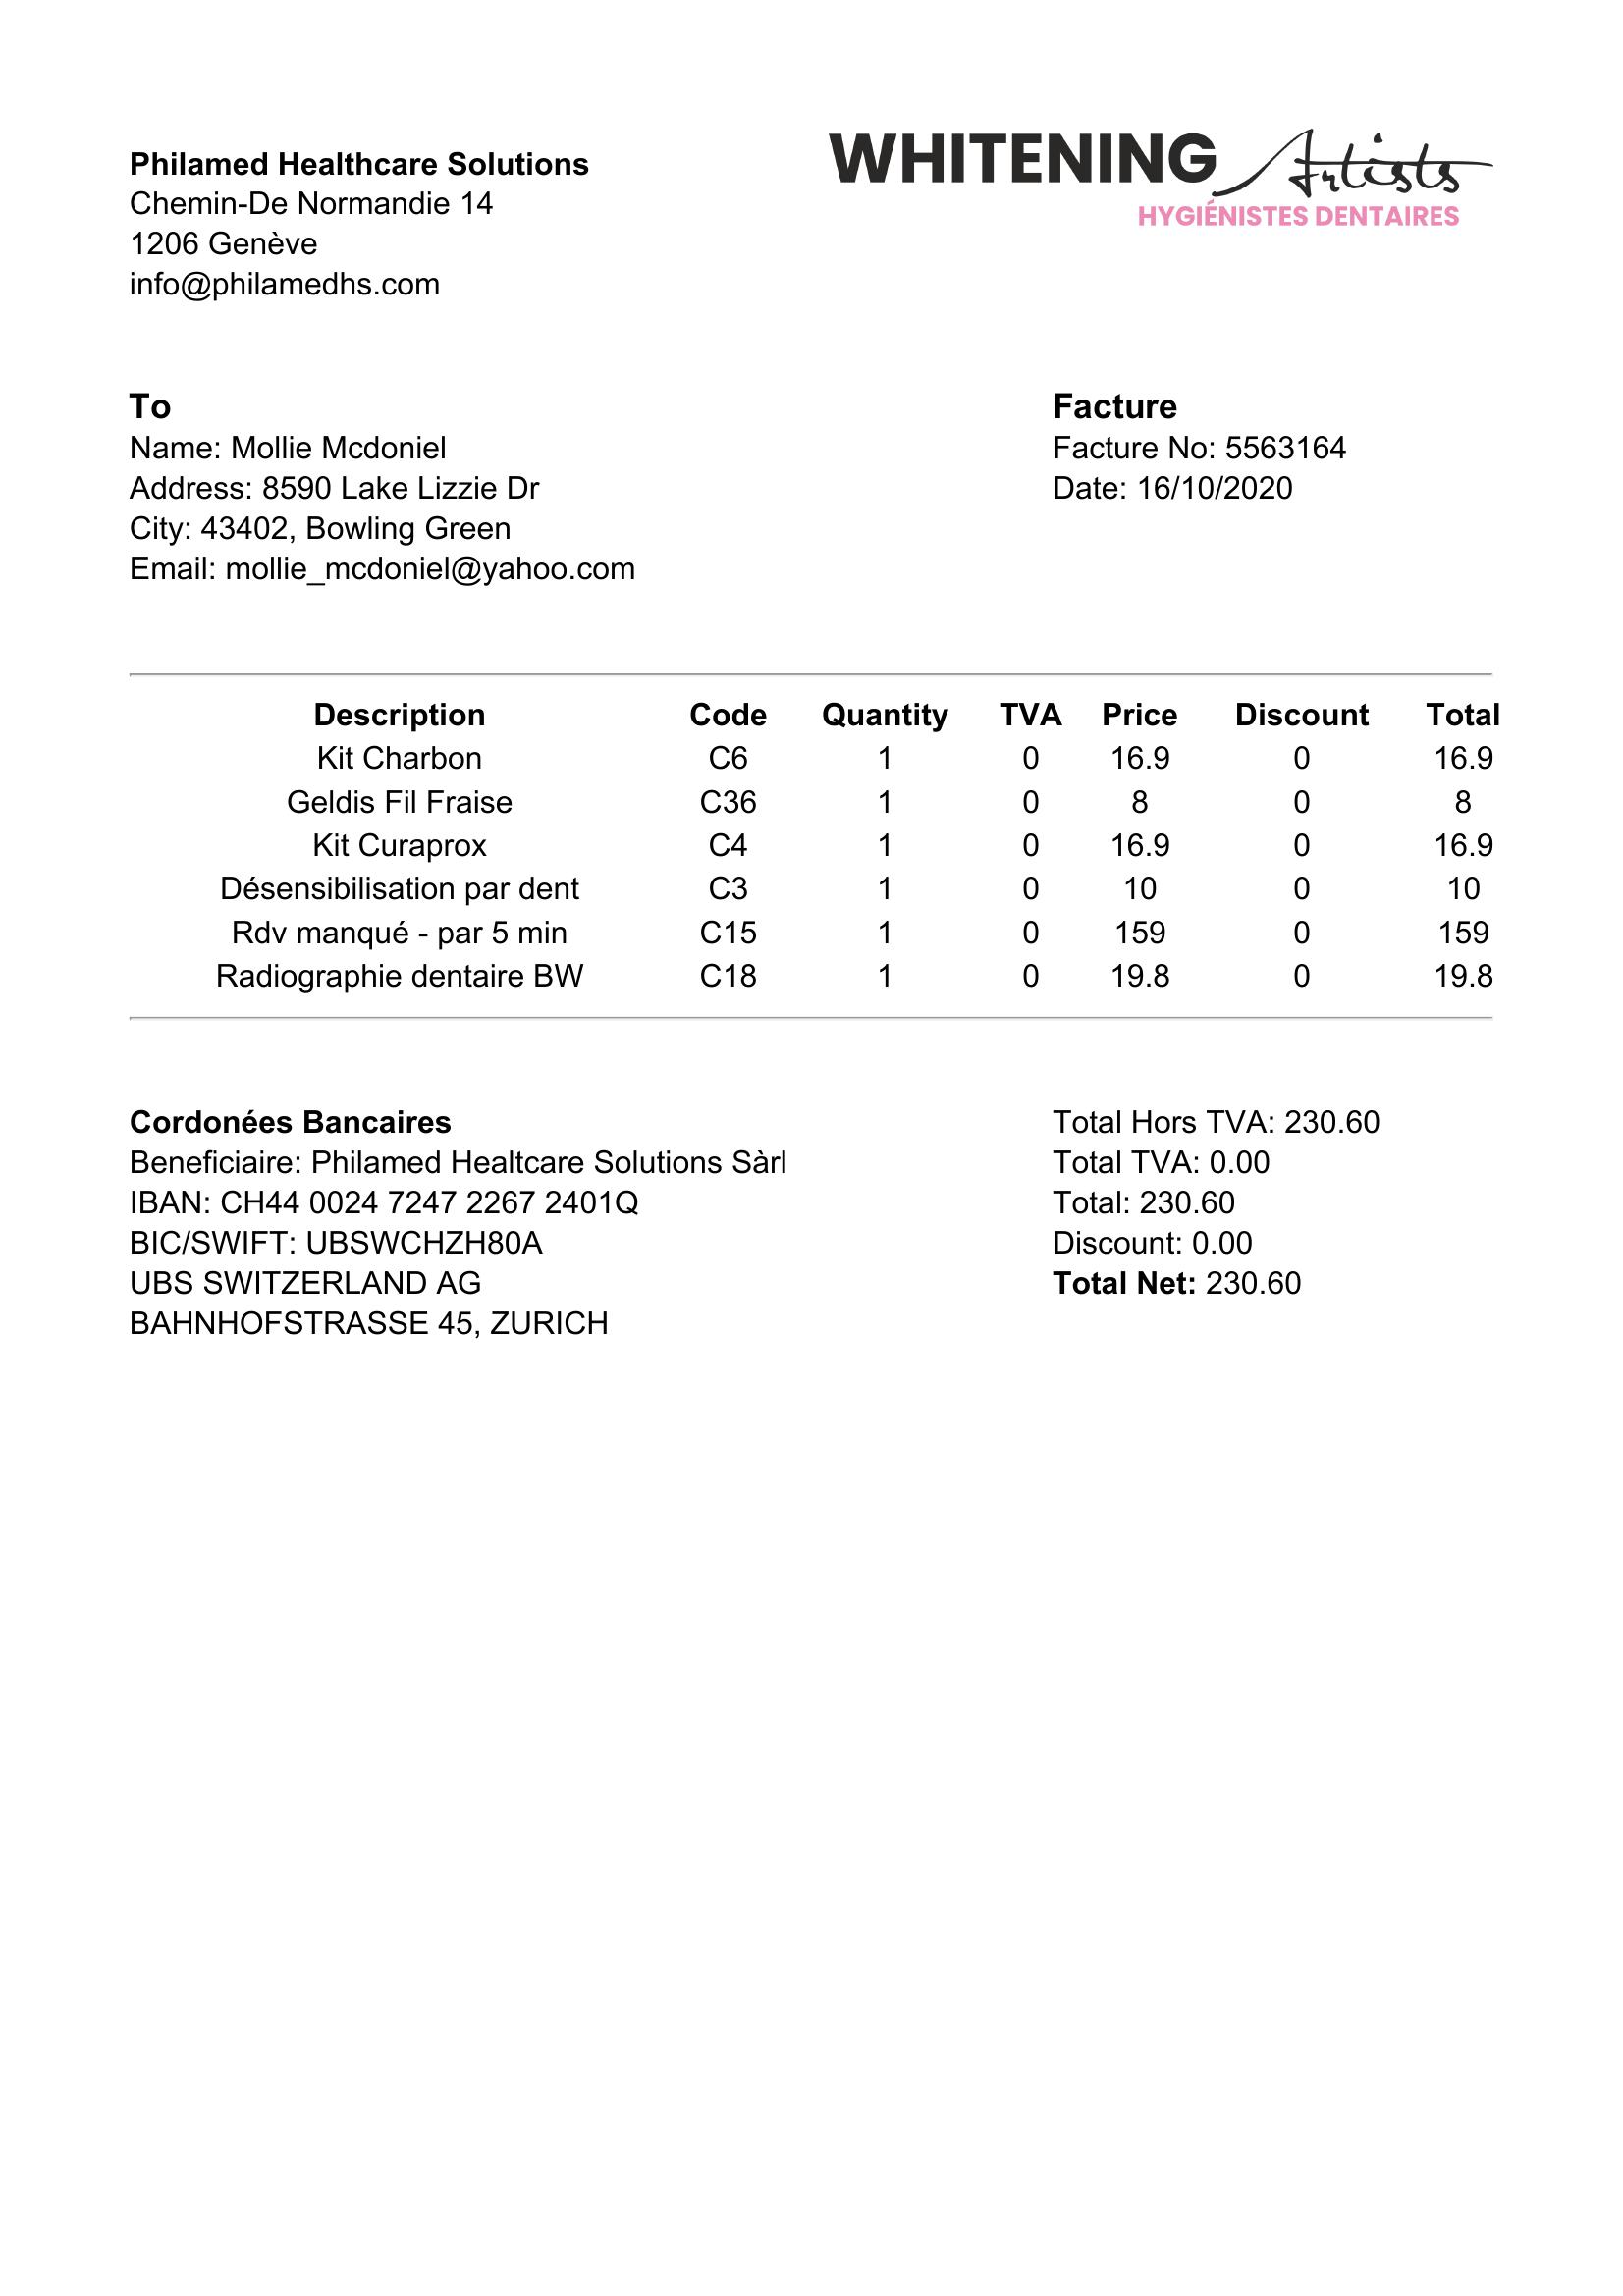 WHITENING Artists
HYGIÉNISTES DENTAIRES
Philamed Healthcare Solutions
Chemin-De Normandie 14
1206 Genève
info@philamedhs.com
To
Name: Mollie Mcdoniel
Address: 8590 Lake Lizzie Dr
City: 43402, Bowling Green
Email: mollie_mcdoniel@yahoo.com
Facture
Facture No: 5563164
Date: 16/10/2020
Description Code Quantity TVA Price Discount Total
Kit Charbon C6 1 0 16.9 0 16.9
Geldis Fil Fraise C36 1 0 8 0 8
Kit Curaprox C4 1 0 16.9 0 16.9
Désensibilisation par dent C3 1 0 10 0 10
Rdv manqué - par 5 min C15 1 0 159 0 159
Radiographie dentaire BW C18 1 0 19.8 0 19.8
Cordonées Bancaires
Beneficiaire: Philamed Healtcare Solutions Sàrl
IBAN: CH44 0024 7247 2267 2401Q
BIC/SWIFT: UBSWCHZH80A
UBS SWITZERLAND AG
BAHNHOFSTRASSE 45, ZURICH
Total Hors TVA: 230.60
Total TVA: 0.00
Total: 230.60
Discount: 0.00
Total Net: 230.60